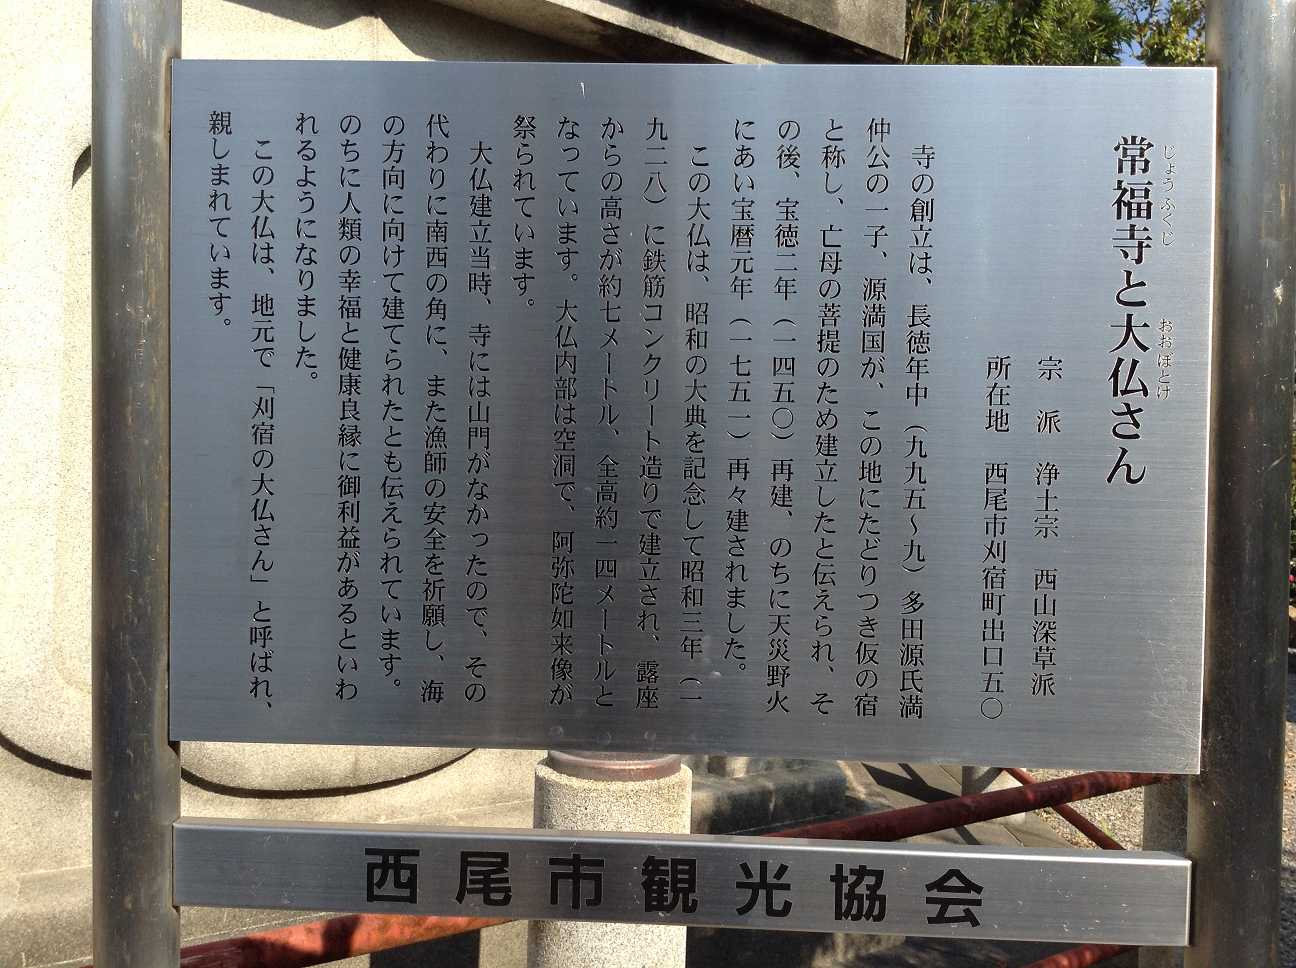 常福寺と大仏さん
じょうふくじ
おおぼとけ
宗　派　浄土宗　西山深草派
所在地　西尾市刈宿町出口五〇
寺の創立は、長徳年中（九九五〜九）多田源氏満
仲公の一子、源満国が、この地にたどりつき仮の宿
と称し、亡母の菩提のため建立したと伝えられ、そ
の後、宝徳二年（一四五〇）再建、のちに天災野火
にあい宝暦元年（一七五一）再々建されました。
この大仏は、昭和の大典を記念して昭和三年（一
九二八）に鉄筋コンクリート造りで建立され、露座
からの高さが約七メートル、全高約一四メートルと
なっています。大仏内部は空洞で、阿弥陀如来像が
祭られています。
大仏建立当時、寺には山門がなかったので、その
代わりに南西の角に、また漁師の安全を祈願し、海
の方向に向けて建てられたとも伝えられています。
のちに人類の幸福と健康良縁に御利益があるといわ
れるようになりました。
この大仏は、地元で「刈宿の大仏さん」と呼ばれ、
親しまれています。
西尾市観光協会